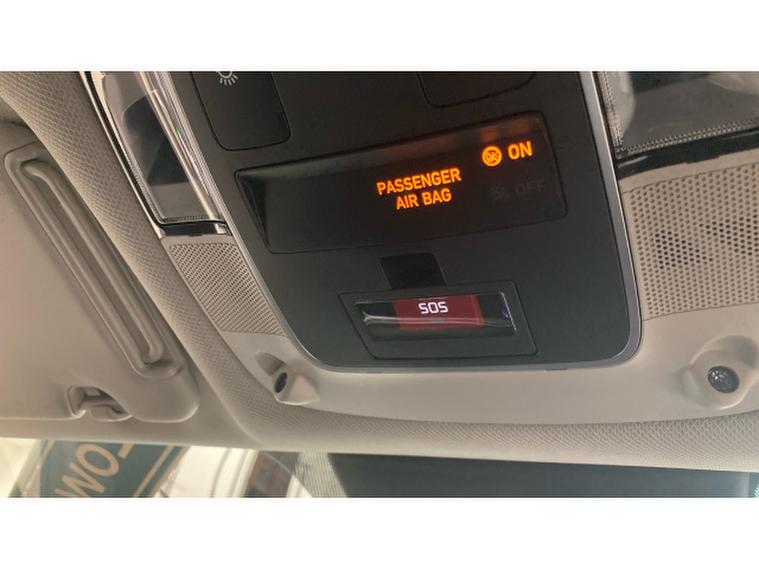 ON
PASSENGER
AIR BAG
OFF
SOS